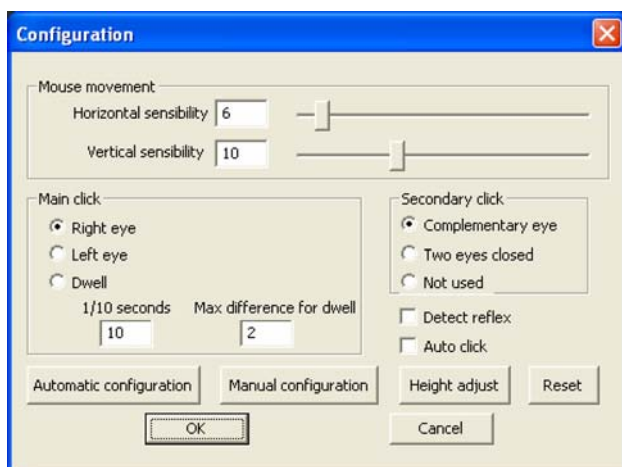 Configuration
Mouse movement
Horizontal sensibility 6
Vertical sensibility 10
Main click
Right eye
Left eye
Dwell
1/10 seconds Max difference for dwell
10 2
Secondary click
Complementary eye
Two eyes closed
Not used
Detect reflex
Auto click
Automatic configuration Manual configuration Height adjust Reset
OK Cancel